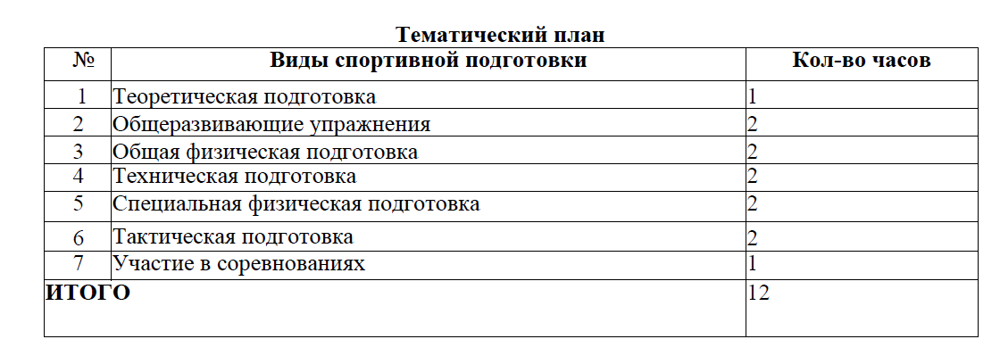 Тематический план
№ Виды спортивной подготовки Кол-во часов
1 Теоретическая подготовка 1
2 Общеразвивающие упражнения 2
3 Общая физическая подготовка 2
4 Техническая подготовка 2
5 Специальная физическая подготовка 2
6 Тактическая подготовка 2
7 Участие в соревнованиях 1
ИТОГО 12